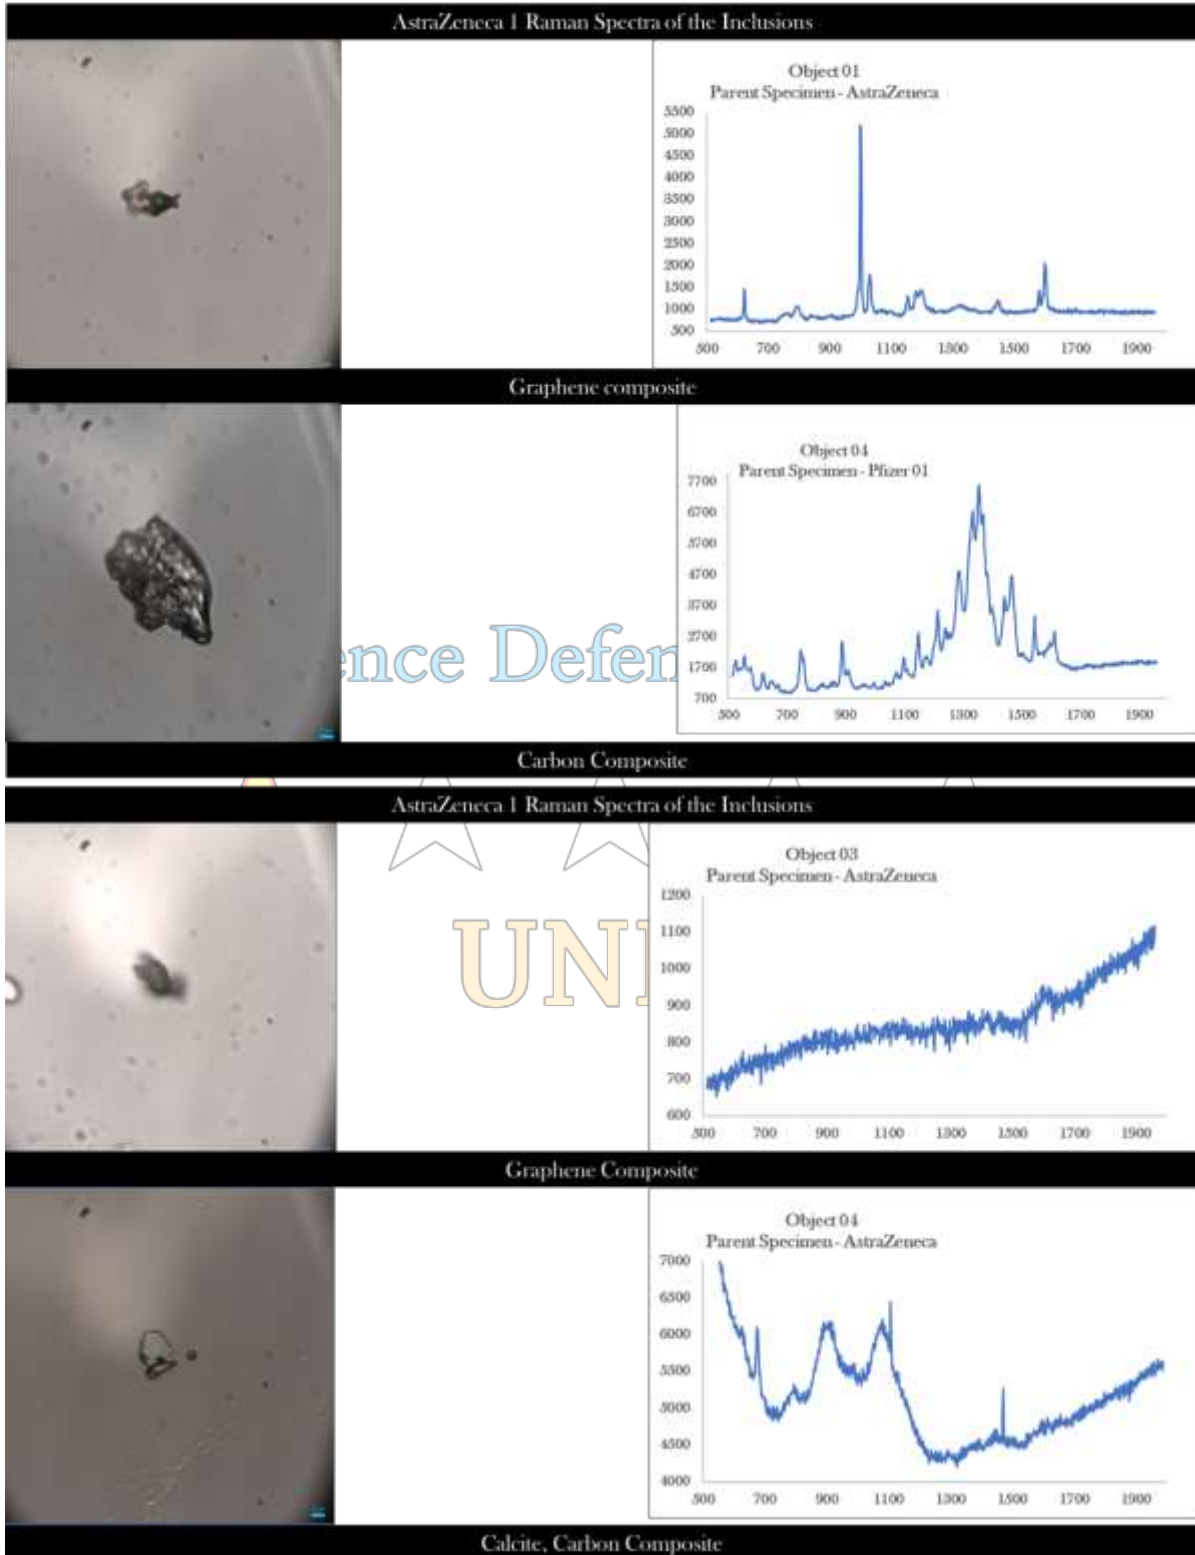 AstraZeneca 1 Raman Spectra of the Inclusions
Object 01
Parent Specimen - AstraZeneca
5500
5000
4500
4000
3500
3000
2500
2000
1500
1000
500
500 700 900 1100 1300 1500 1700 1900
Graphene composite
Object 04
Parent Specimen - Pfizer 01
7700
6700
5700
4700
3700
2700
1700
700
500 700 900 1100 1300 1500 1700 1900
ence Defen
Carbon Composite
AstraZeneca 1 Raman Spectra of the Inclusions
Object 03
Parent Specimen - AstraZeneca
1200
1100
1000
900
800
700
600
500 700 900 1100 1300 1500 1700 1900
UNI
Graphene Composite
Object 04
Parent Specimen - AstraZeneca
7000
6500
6000
5500
5000
4500
4000
500 700 900 1100 1300 1500 1700 1900
Calcite, Carbon Composite